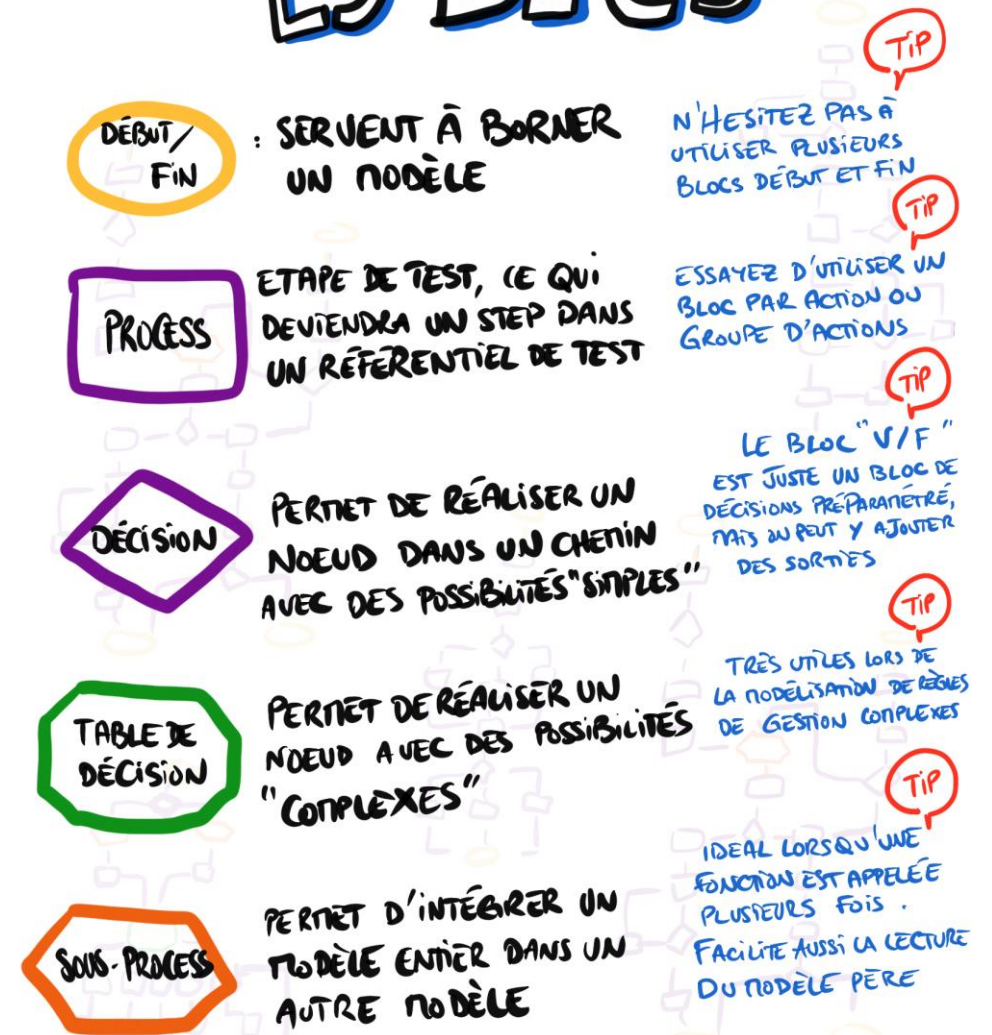 DÉBUT/
FIN
: SERVENT À BORNER
UN MODÈLE
TIP
N'HESITEZ PAS À
UTILISER PLUSIEURS
BLOCS DÉBUT ET FIN
PROCESS
ETAPE DE TEST, CE QUI
DEVIENDRA UN STEP DANS
UN RÉFÉRENTIEL DE TEST
TIP
ESSAYEZ D'UTILISER UN
BLOC PAR ACTION OU
GROUPE D'ACTIONS
DÉCISION
PERMET DE RÉALISER UN
NOEUD DANS UN CHEMIN
AVEC DES POSSIBILITÉS "SIMPLES"
TIP
LE BLOC "V/F"
EST JUSTE UN BLOC DE
DÉCISIONS PRÉPARAMÉTRÉ,
MAIS ON PEUT Y AJOUTER
DES SORTIES
TABLE DE
DÉCISION
PERMET DE RÉALISER UN
NOEUD AVEC DES POSSIBILITÉS
"COMPLEXES"
TIP
TRÈS UTILES LORS DE
LA MODÉLISATION DE RÈGLES
DE GESTION COMPLEXES
SOUS-PROCESS
PERMET D'INTÉGRER UN
MODÈLE ENTIER DANS UN
AUTRE MODÈLE
TIP
IDEAL LORSQU'UNE
FONCTION EST APPELÉE
PLUSIEURS FOIS.
FACILITE AUSSI LA LECTURE
DU MODÈLE PÈRE